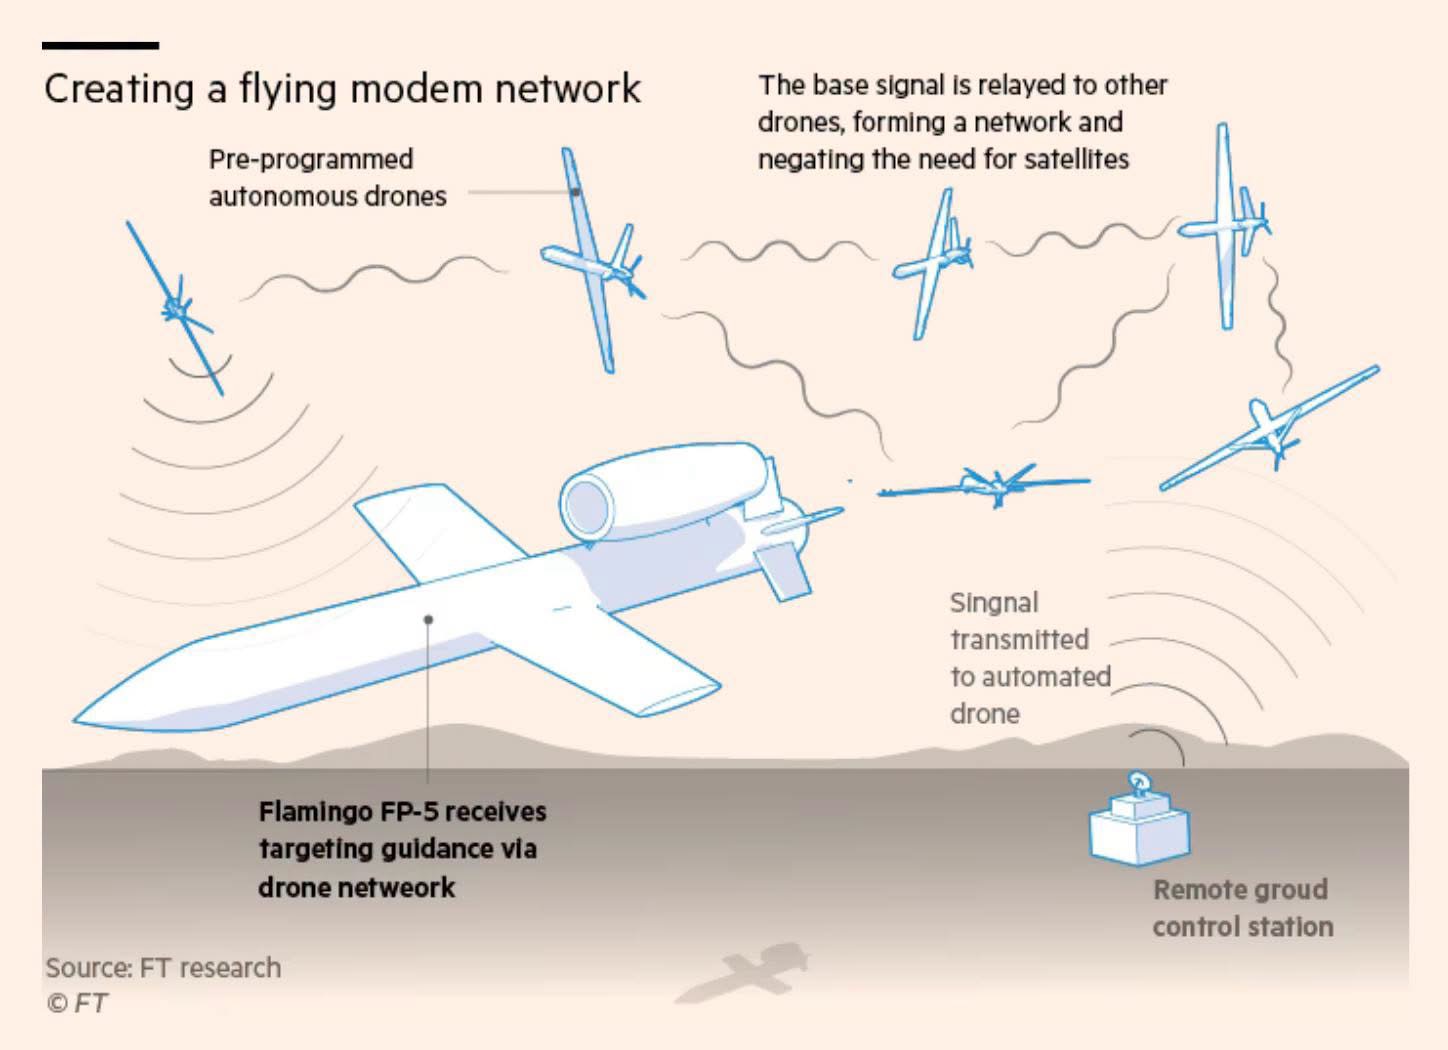 Creating a flying modem network
The base signal is relayed to other
drones, forming a network and
negating the need for satellites
Pre-programmed
autonomous drones
Singnal
transmitted
to automated
drone
Flamingo FP-5 receives
targeting guidance via
drone netweork
Remote groud
control station
Source: FT research
© FT